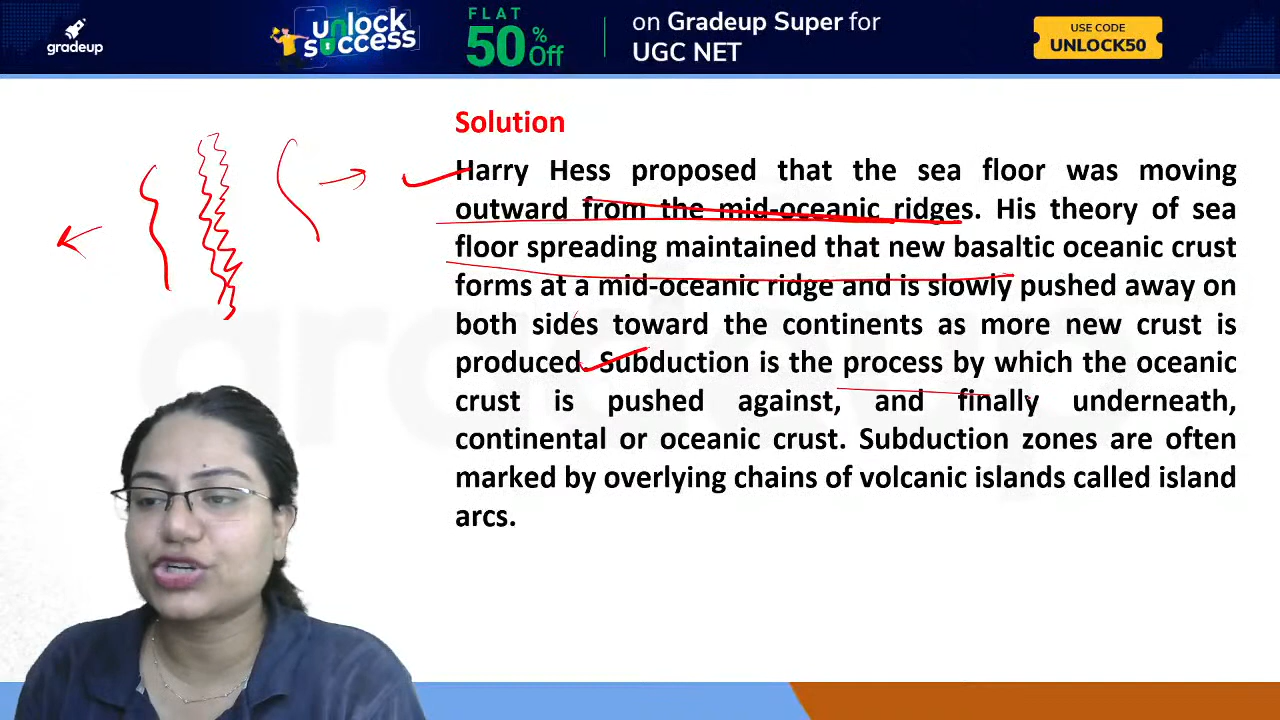 gradeup
unlock
success
FLAT
50% Off
on Gradeup Super for
UGC NET
USE CODE
UNLOCK50
Solution
Harry Hess proposed that the sea floor was moving
outward from the mid-oceanic ridges. His theory of sea
floor spreading maintained that new basaltic oceanic crust
forms at a mid-oceanic ridge and is slowly pushed away on
both sides toward the continents as more new crust is
produced. Subduction is the process by which the oceanic
crust is pushed against, and finally underneath,
continental or oceanic crust. Subduction zones are often
marked by overlying chains of volcanic islands called island
arcs.